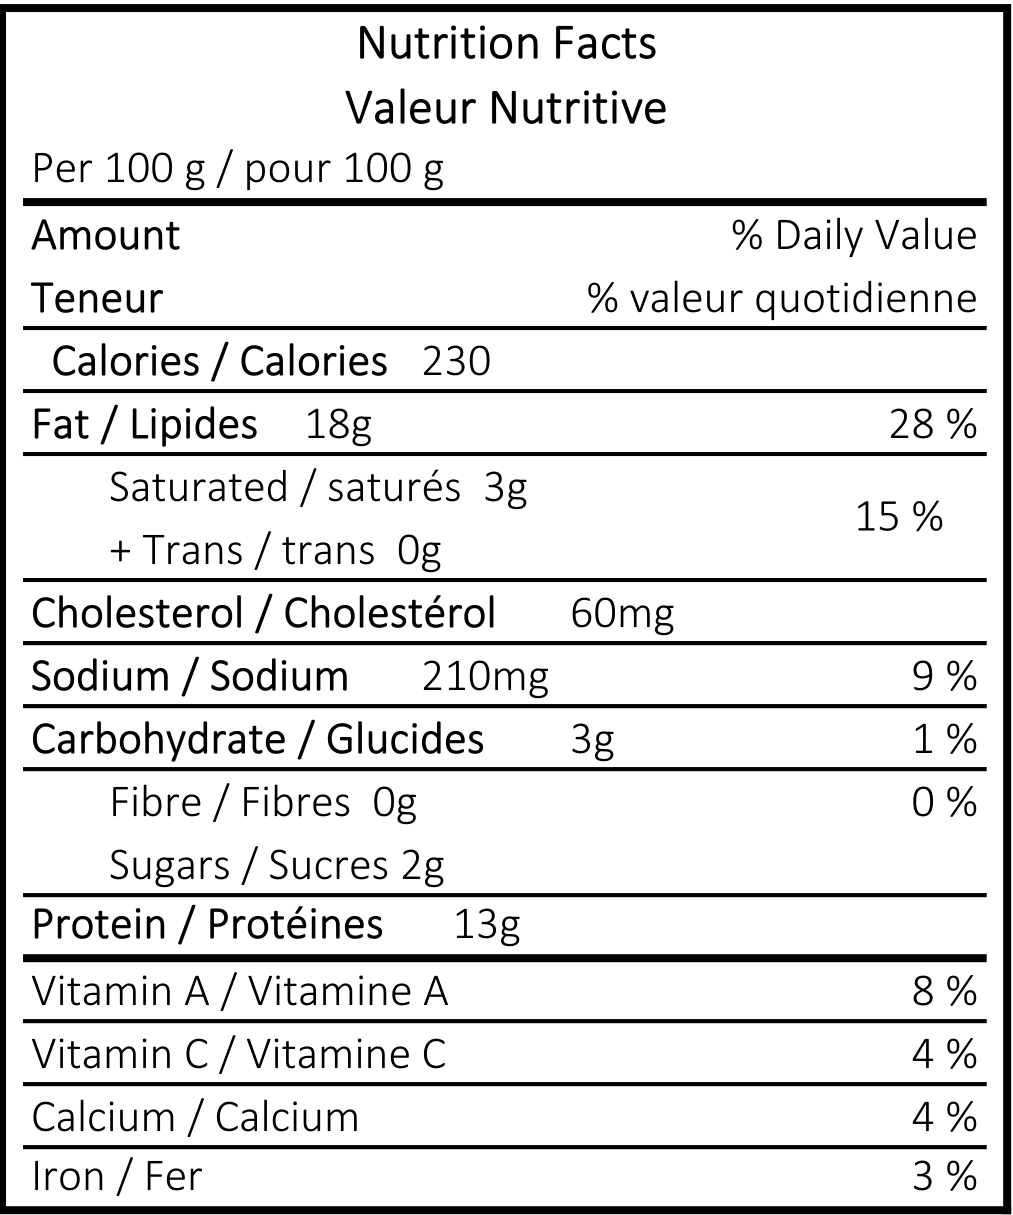 Nutrition Facts
Valeur Nutritive
Per 100 g / pour 100 g
Amount % Daily Value
Teneur % valeur quotidienne
Calories / Calories 230
Fat / Lipides 18g 28 %
Saturated / saturés 3g
15 %
+ Trans / trans 0g
Cholesterol / Cholestérol 60mg
Sodium / Sodium 210mg 9 %
Carbohydrate / Glucides 3g 1 %
Fibre / Fibres 0g 0 %
Sugars / Sucres 2g
Protein / Protéines 13g
Vitamin A / Vitamine A 8 %
Vitamin C / Vitamine C 4 %
Calcium / Calcium 4 %
Iron / Fer 3 %